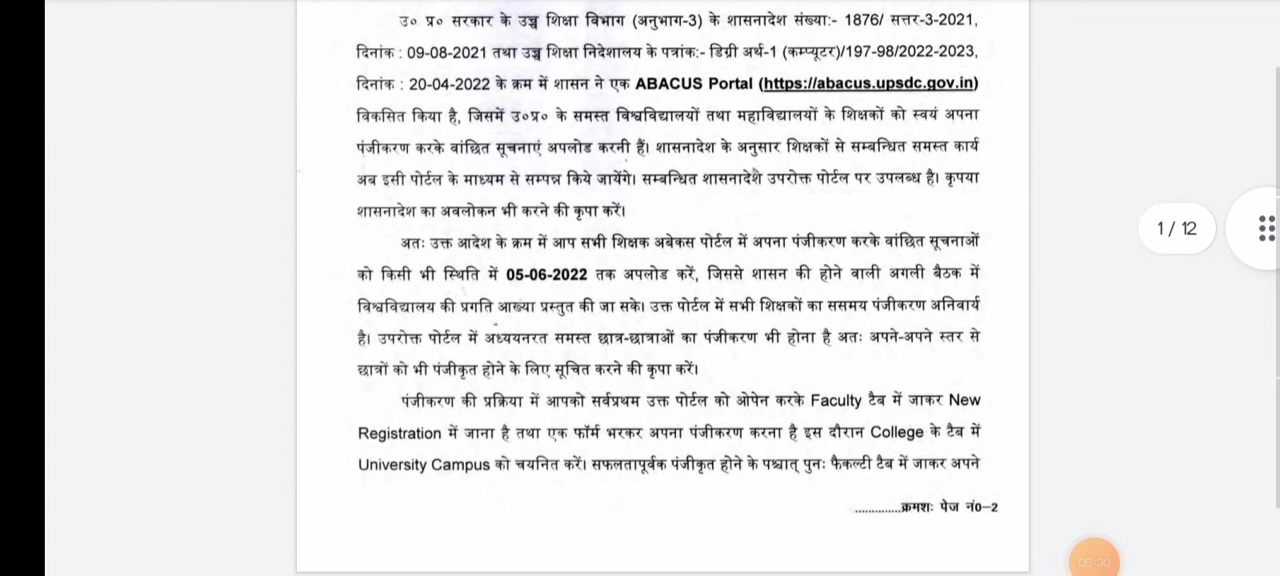 उ० प्र० सरकार के उच्च शिक्षा विभाग (अनुभाग-3) के शासनादेश संख्या:- 1876/ सत्तर-3-2021,
दिनांक : 09-08-2021 तथा उच्च शिक्षा निदेशालय के पत्रांक:- डिग्री अर्थ-1 (कम्प्यूटर)/197-98/2022-2023,
दिनांक : 20-04-2022 के क्रम में शासन ने एक ABACUS Portal (https://abacus.upsdc.gov.in)
विकसित किया है, जिसमें उ०प्र० के समस्त विश्वविद्यालयों तथा महाविद्यालयों के शिक्षकों को स्वयं अपना
पंजीकरण करके वांछित सूचनाएं अपलोड करनी हैं। शासनादेश के अनुसार शिक्षकों से सम्बन्धित समस्त कार्य
अब इसी पोर्टल के माध्यम से सम्पन्न किये जायेंगे। सम्बन्धित शासनादेश उपरोक्त पोर्टल पर उपलब्ध है। कृपया
शासनादेश का अवलोकन भी करने की कृपा करें।
अतः उक्त आदेश के क्रम में आप सभी शिक्षक अबेकस पोर्टल में अपना पंजीकरण करके वांछित सूचनाओं
को किसी भी स्थिति में 05-06-2022 तक अपलोड करें, जिससे शासन की होने वाली अगली बैठक में
विश्वविद्यालय की प्रगति आख्या प्रस्तुत की जा सके। उक्त पोर्टल में सभी शिक्षकों का ससमय पंजीकरण अनिवार्य
है। उपरोक्त पोर्टल में अध्ययनरत समस्त छात्र-छात्राओं का पंजीकरण भी होना है अतः अपने-अपने स्तर से
छात्रों को भी पंजीकृत होने के लिए सूचित करने की कृपा करें।
पंजीकरण की प्रक्रिया में आपको सर्वप्रथम उक्त पोर्टल को ओपेन करके Faculty टैब में जाकर New
Registration में जाना है तथा एक फॉर्म भरकर अपना पंजीकरण करना है इस दौरान College के टैब में
University Campus को चयनित करें। सफलतापूर्वक पंजीकृत होने के पश्चात् पुनः फैकल्टी टैब में जाकर अपने
..............क्रमशः पेज नं0–2
1 / 12
05:30